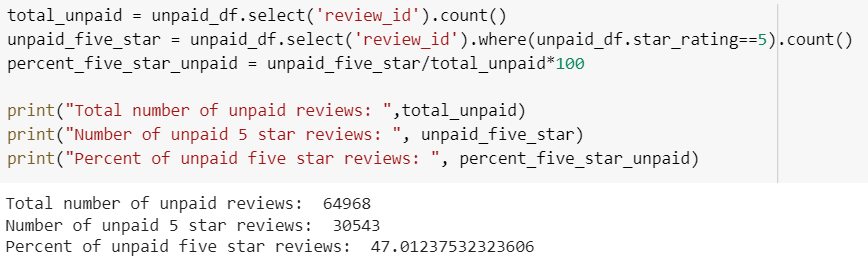 total_unpaid = unpaid_df.select('review_id').count()
unpaid_five_star = unpaid_df.select('review_id').where(unpaid_df.star_rating==5).count()
percent_five_star_unpaid = unpaid_five_star/total_unpaid*100
print("Total number of unpaid reviews: ",total_unpaid)
print("Number of unpaid 5 star reviews: ", unpaid_five_star)
print("Percent of unpaid five star reviews: ", percent_five_star_unpaid)
Total number of unpaid reviews:  64968
Number of unpaid 5 star reviews:  30543
Percent of unpaid five star reviews:  47.01237532323606